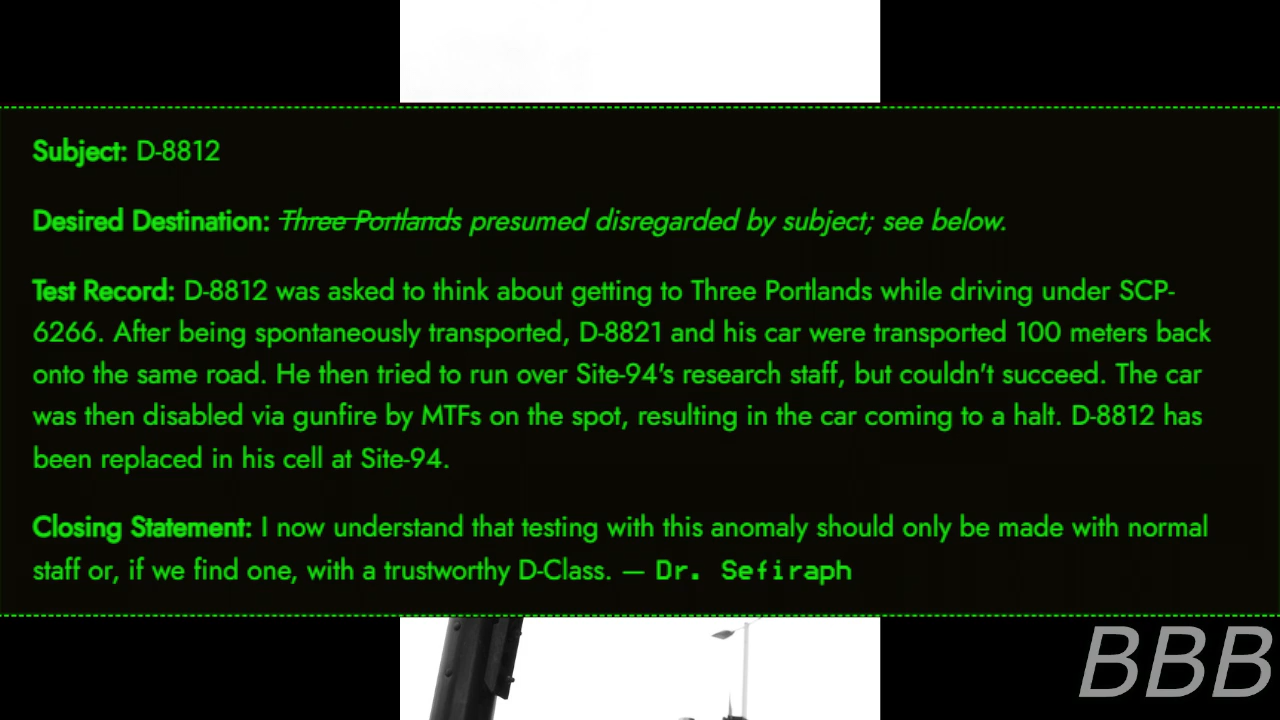 Subject: D-8812
Desired Destination: Three Portlands presumed disregarded by subject; see below.
Test Record: D-8812 was asked to think about getting to Three Portlands while driving under SCP-
6266. After being spontaneously transported, D-8821 and his car were transported 100 meters back
onto the same road. He then tried to run over Site-94's research staff, but couldn't succeed. The car
was then disabled via gunfire by MTFs on the spot, resulting in the car coming to a halt. D-8812 has
been replaced in his cell at Site-94.
Closing Statement: I now understand that testing with this anomaly should only be made with normal
staff or, if we find one, with a trustworthy D-Class. — Dr. Sefiraph
BBB